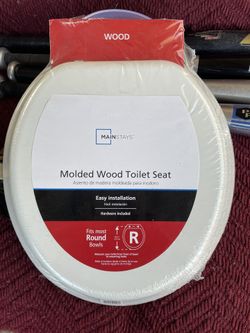 WOOD
MAINSTAYS
Molded Wood Toilet Seat
Asiento de madera moldeada para inodoro
Easy installation
Fácil instalación
Hardware included
Fits most
Round
Bowls
R